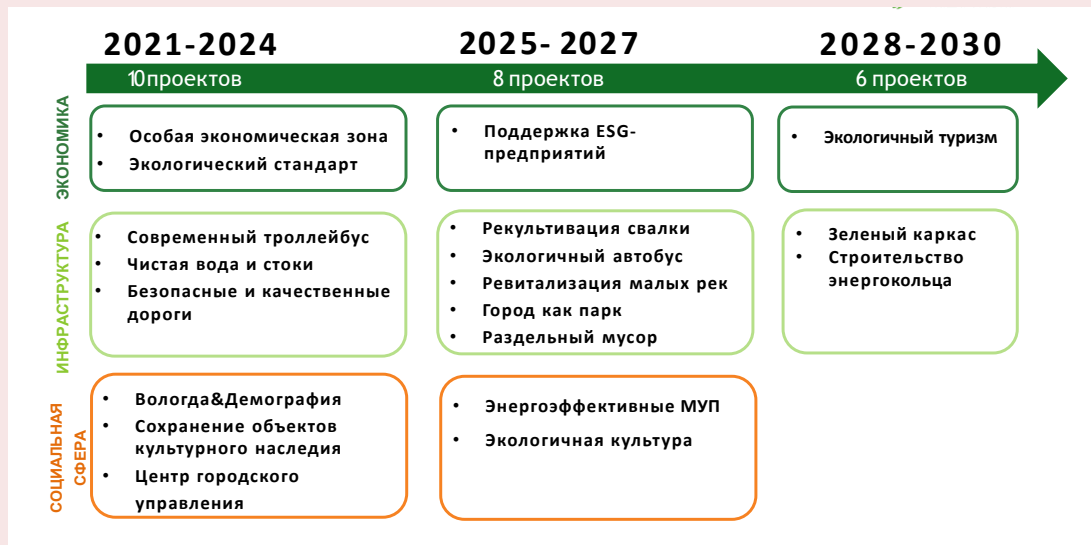 2021-2024
2025- 2027
2028-2030
10 проектов
8 проектов
6 проектов
ЭКОНОМИКА
• Особая экономическая зона
• Экологический стандарт
• Поддержка ESG-
предприятий
• Экологичный туризм
ИНФРАСТРУКТУРА
• Современный троллейбус
• Чистая вода и стоки
• Безопасные и качественные
дороги
• Рекультивация свалки
• Экологичный автобус
• Ревитализация малых рек
• Город как парк
• Раздельный мусор
• Зеленый каркас
• Строительство
энергокольца
СОЦИАЛЬНАЯ
СФЕРА
• Вологда&Демография
• Сохранение объектов
культурного наследия
• Центр городского
управления
• Энергоэффективные МУП
• Экологичная культура